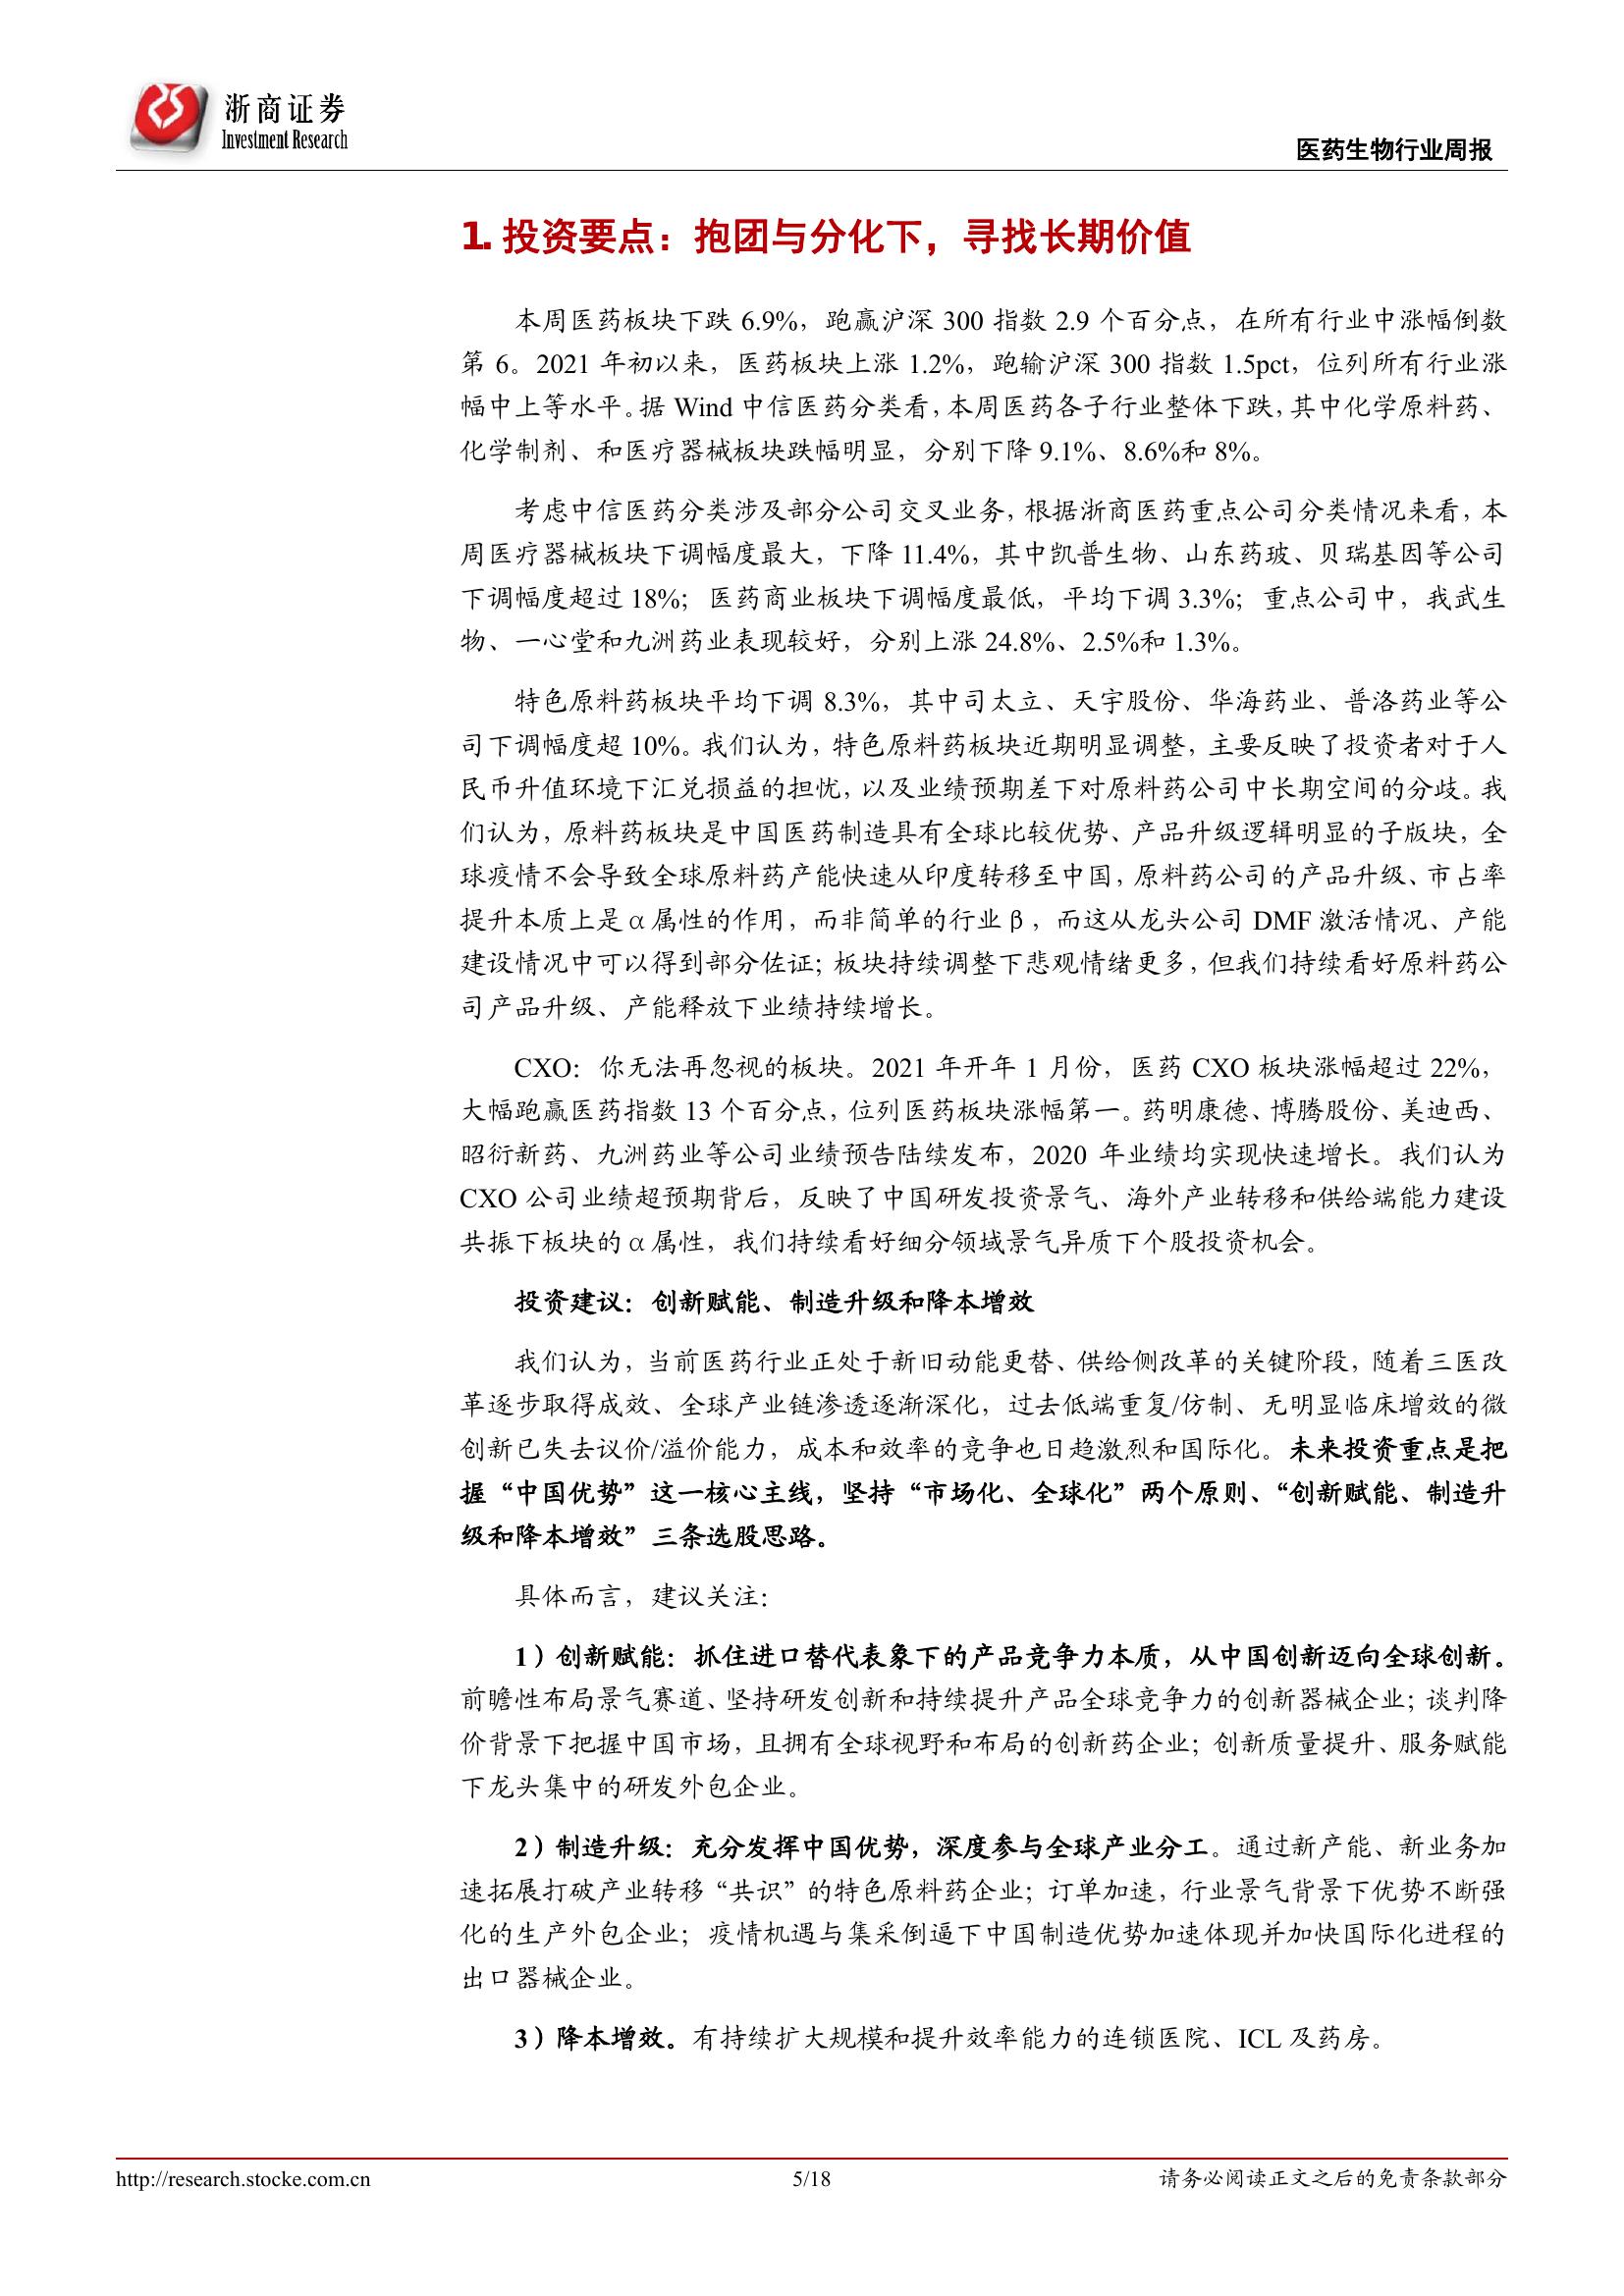 浙商证券
Investment Research
医药生物行业周报
1. 投资要点：抱团与分化下，寻找长期价值
本周医药板块下跌 6.9%，跑赢沪深 300 指数 2.9 个百分点，在所有行业中涨幅倒数
第 6。2021 年初以来，医药板块上涨 1.2%，跑输沪深 300 指数 1.5pct，位列所有行业涨
幅中上等水平。据 Wind 中信医药分类看，本周医药各子行业整体下跌，其中化学原料药、
化学制剂、和医疗器械板块跌幅明显，分别下降 9.1%、8.6%和 8%。
考虑中信医药分类涉及部分公司交叉业务，根据浙商医药重点公司分类情况来看，本
周医疗器械板块下调幅度最大，下降 11.4%，其中凯普生物、山东药玻、贝瑞基因等公司
下调幅度超过 18%；医药商业板块下调幅度最低，平均下调 3.3%；重点公司中，我武生
物、一心堂和九洲药业表现较好，分别上涨 24.8%、2.5%和 1.3%。
特色原料药板块平均下调 8.3%，其中司太立、天宇股份、华海药业、普洛药业等公
司下调幅度超 10%。我们认为，特色原料药板块近期明显调整，主要反映了投资者对于人
民币升值环境下汇兑损益的担忧，以及业绩预期差下对原料药公司中长期空间的分歧。我
们认为，原料药板块是中国医药制造具有全球比较优势、产品升级逻辑明显的子版块，全
球疫情不会导致全球原料药产能快速从印度转移至中国，原料药公司的产品升级、市占率
提升本质上是 α 属性的作用，而非简单的行业 β，而这从龙头公司 DMF 激活情况、产能
建设情况中可以得到部分佐证；板块持续调整下悲观情绪更多，但我们持续看好原料药公
司产品升级、产能释放下业绩持续增长。
CXO：你无法再忽视的板块。2021 年开年 1 月份，医药 CXO 板块涨幅超过 22%，
大幅跑赢医药指数 13 个百分点，位列医药板块涨幅第一。药明康德、博腾股份、美迪西、
昭衍新药、九洲药业等公司业绩预告陆续发布，2020 年业绩均实现快速增长。我们认为
CXO 公司业绩超预期背后，反映了中国研发投资景气、海外产业转移和供给端能力建设
共振下板块的 α 属性，我们持续看好细分领域景气异质下个股投资机会。
投资建议：创新赋能、制造升级和降本增效
我们认为，当前医药行业正处于新旧动能更替、供给侧改革的关键阶段，随着三医改
革逐步取得成效、全球产业链渗透逐渐深化，过去低端重复/仿制、无明显临床增效的微
创新已失去议价/溢价能力，成本和效率的竞争也日趋激烈和国际化。未来投资重点是把
握“中国优势”这一核心主线，坚持“市场化、全球化”两个原则、“创新赋能、制造升
级和降本增效”三条选股思路。
具体而言，建议关注：
1）创新赋能：抓住进口替代表象下的产品竞争力本质，从中国创新迈向全球创新。
前瞻性布局景气赛道、坚持研发创新和持续提升产品全球竞争力的创新器械企业；谈判降
价背景下把握中国市场，且拥有全球视野和布局的创新药企业；创新质量提升、服务赋能
下龙头集中的研发外包企业。
2）制造升级：充分发挥中国优势，深度参与全球产业分工。通过新产能、新业务加
速拓展打破产业转移“共识”的特色原料药企业；订单加速，行业景气背景下优势不断强
化的生产外包企业；疫情机遇与集采倒逼下中国制造优势加速体现并加快国际化进程的
出口器械企业。
3）降本增效。有持续扩大规模和提升效率能力的连锁医院、ICL 及药房。
http://research.stocke.com.cn
5/18
请务必阅读正文之后的免责条款部分